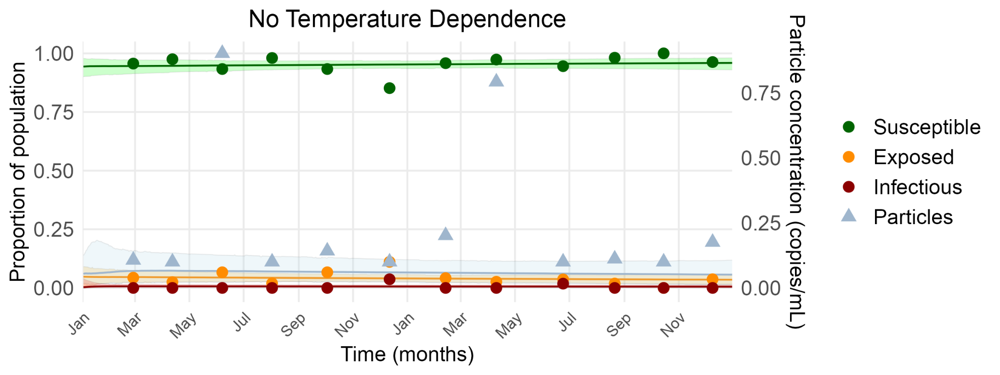 No Temperature Dependence
Proportion of population
1.00
0.75
0.50
0.25
0.00
0.75
0.50
0.25
0.00
Particle concentration (copies/mL)
Jan Mar May Jul Sep Nov Jan Mar May Jul Sep Nov
Time (months)
Susceptible
Exposed
Infectious
Particles